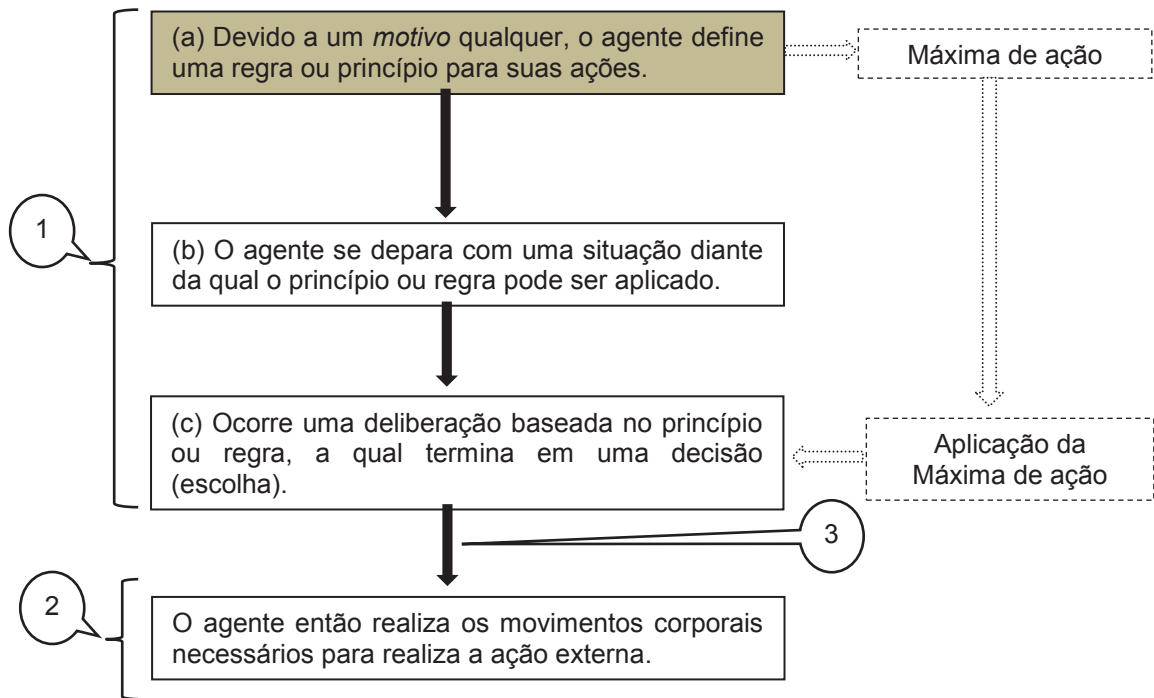 (a) Devido a um motivo qualquer, o agente define
uma regra ou princípio para suas ações.
Máxima de ação
1
(b) O agente se depara com uma situação diante
da qual o princípio ou regra pode ser aplicado.
(c) Ocorre uma deliberação baseada no princípio
ou regra, a qual termina em uma decisão
(escolha).
Aplicação da
Máxima de ação
3
2
O agente então realiza os movimentos corporais
necessários para realiza a ação externa.